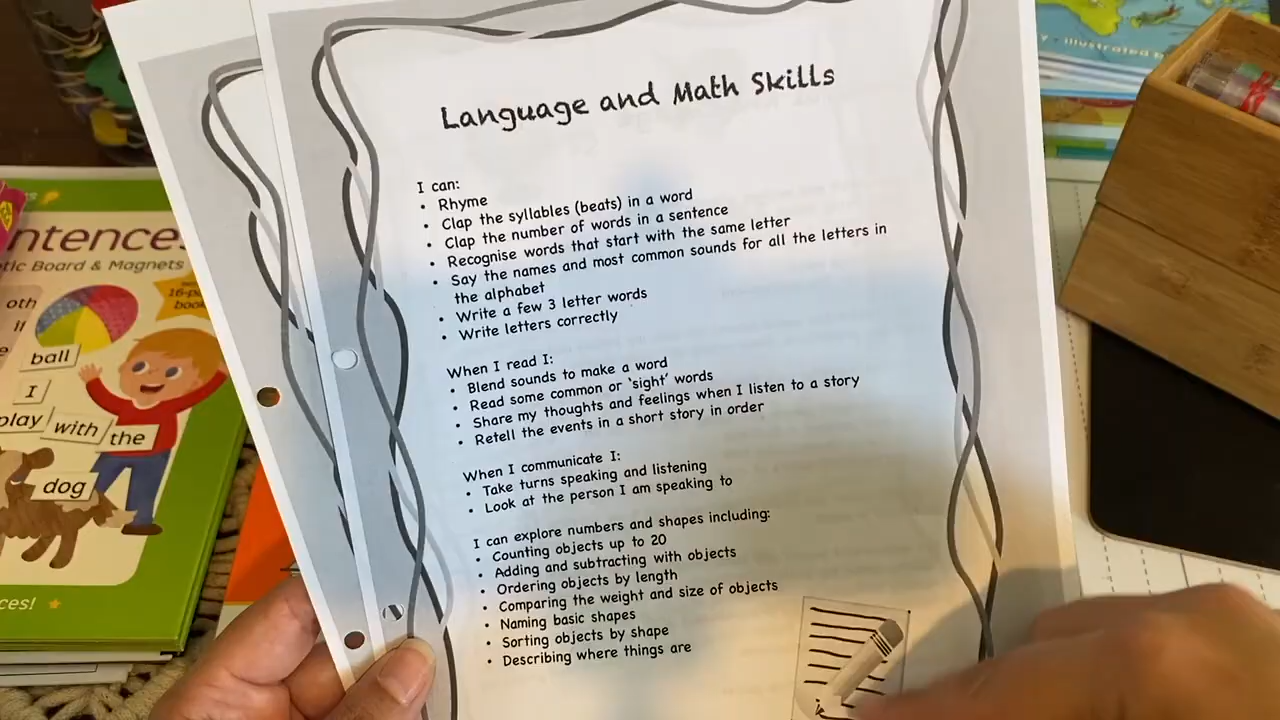 Language and Math Skills
I can:
• Rhyme
• Clap the syllables (beats) in a word
• Clap the number of words in a sentence
• Recognise words that start with the same letter
• Say the names and most common sounds for all the letters in
the alphabet
• Write a few 3 letter words
• Write letters correctly
When I read I:
• Blend sounds to make a word
• Read some common or 'sight' words
• Share my thoughts and feelings when I listen to a story
• Retell the events in a short story in order
When I communicate I:
• Take turns speaking and listening
• Look at the person I am speaking to
I can explore numbers and shapes including:
• Counting objects up to 20
• Adding and subtracting with objects
• Ordering objects by length
• Comparing the weight and size of objects
• Naming basic shapes
• Sorting objects by shape
• Describing where things are
ntences
tic Board & Magnets
16-p
boo
oth
If
ball
I
play with the
dog
ces!
illustrated